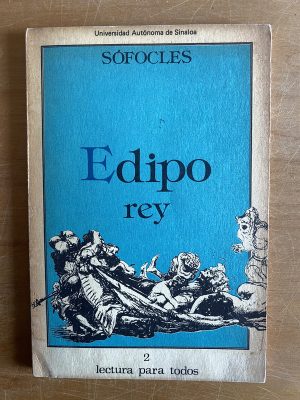 Universidad Autónoma de Sinaloa
SÓFOCLES
Edipo
rey
2
lectura para todos